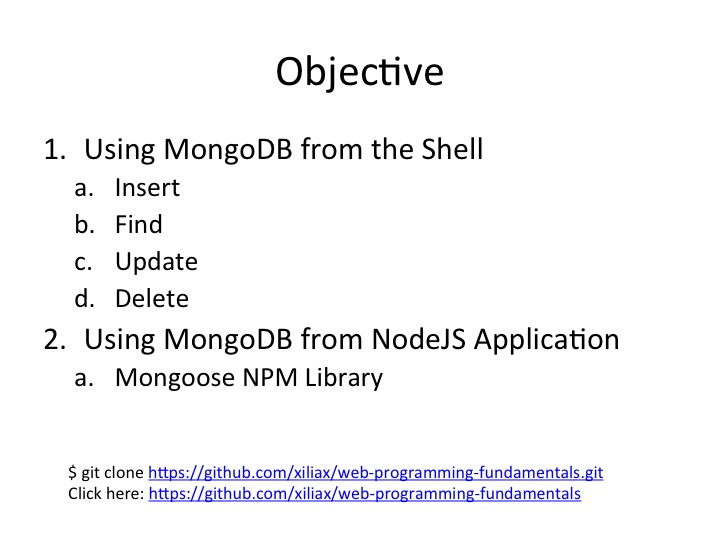 Objective
1. Using MongoDB from the Shell
a. Insert
b. Find
c. Update
d. Delete
2. Using MongoDB from NodeJS Application
a. Mongoose NPM Library
$ git clone https://github.com/xiliax/web-programming-fundamentals.git
Click here: https://github.com/xiliax/web-programming-fundamentals